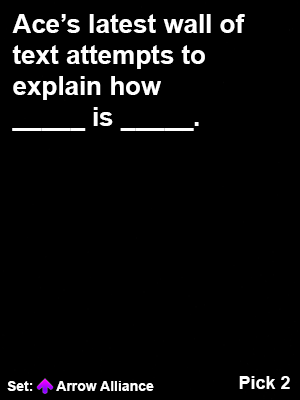 Ace’s latest wall of
text attempts to
explain how
_____ is _____.
Set: Arrow Alliance
Pick 2